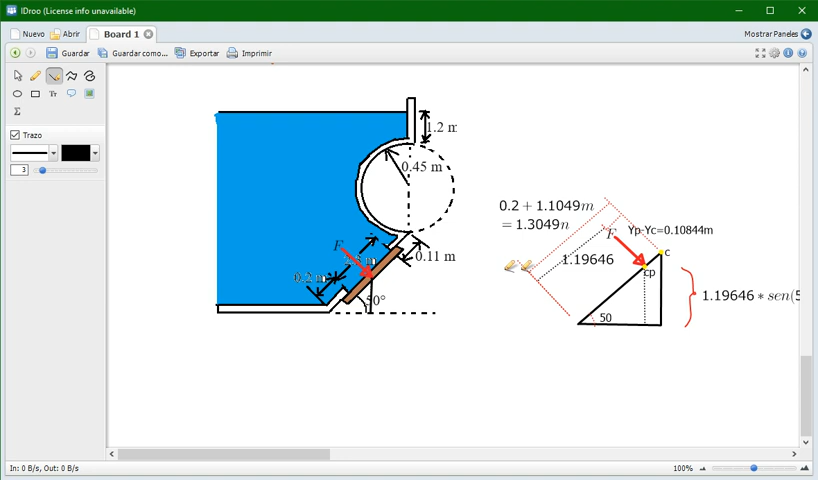 IDroo (License info unavailable)
Nuevo Abrir Board 1 Mostrar Paneles
Guardar Guardar como... Exportar Imprimir
Trazo
3
1.2 m
0.45 m
F
0.11 m
0.2 m
50°
0.2 + 1.1049m
= 1.3049n
F
Yp-Yc=0.10844m
c
1.19646
cp
50
1.19646 * sen(5
In: 0 B/s, Out: 0 B/s 100%